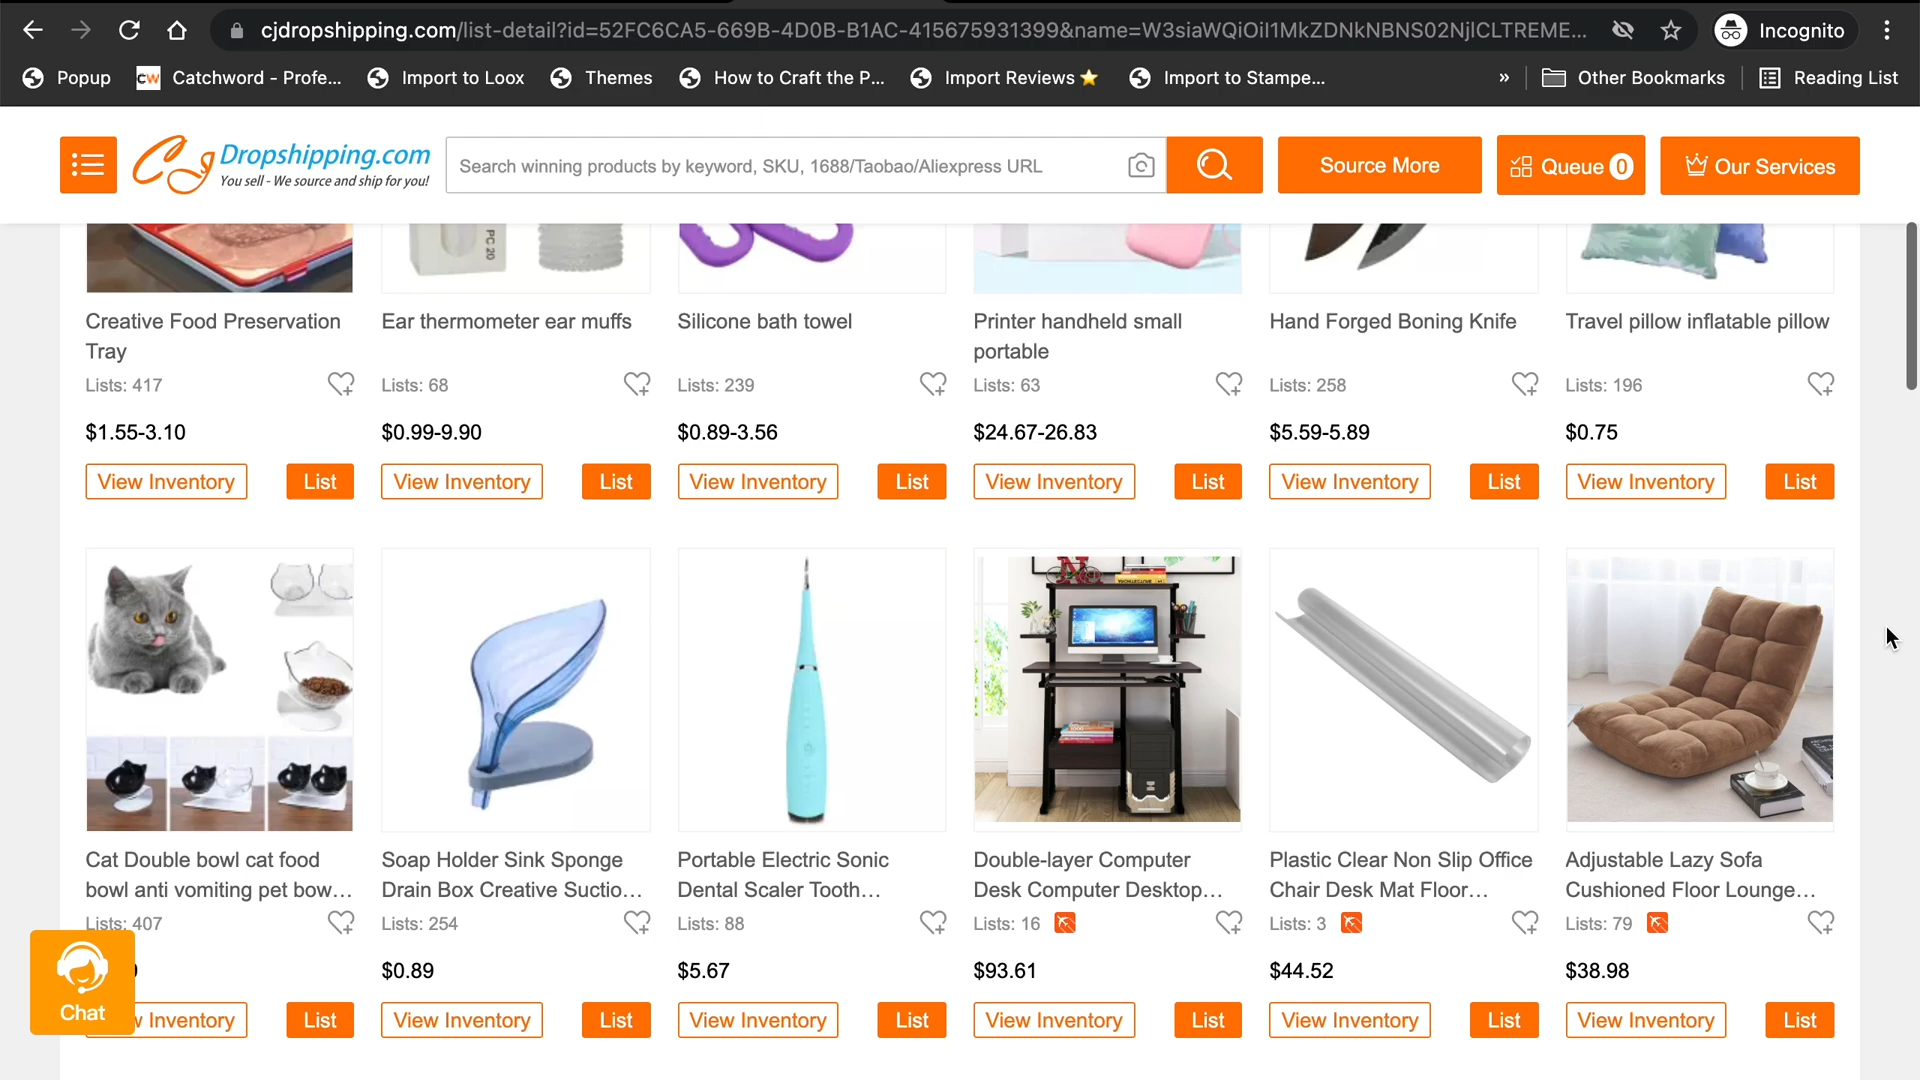 cjdropshipping.com/list-detail?id=52FC6CA5-669B-4D0B-B1AC-415675931399&name=W3siaWQiOiI1MkZDNkNBNS02NjlCLTREME...
Incognito
Popup
CW Catchword - Profe...
Import to Loox
Themes
How to Craft the P...
Import Reviews⭐
Import to Stampe...
»
Other Bookmarks
Reading List
CJ Dropshipping.com
You sell - We source and ship for you!
Search winning products by keyword, SKU, 1688/Taobao/Aliexpress URL
Source More
Queue 0
Our Services
PC 20
Creative Food Preservation
Tray
Lists: 417
$1.55-3.10
View Inventory
List
Ear thermometer ear muffs
Lists: 68
$0.99-9.90
View Inventory
List
Silicone bath towel
Lists: 239
$0.89-3.56
View Inventory
List
Printer handheld small
portable
Lists: 63
$24.67-26.83
View Inventory
List
Hand Forged Boning Knife
Lists: 258
$5.59-5.89
View Inventory
List
Travel pillow inflatable pillow
Lists: 196
$0.75
View Inventory
List
Cat Double bowl cat food
bowl anti vomiting pet bow...
Lists: 407
Inventory
List
Soap Holder Sink Sponge
Drain Box Creative Suctio...
Lists: 254
$0.89
View Inventory
List
Portable Electric Sonic
Dental Scaler Tooth...
Lists: 88
$5.67
View Inventory
List
Double-layer Computer
Desk Computer Desktop...
Lists: 16
$93.61
View Inventory
List
Plastic Clear Non Slip Office
Chair Desk Mat Floor...
Lists: 3
$44.52
View Inventory
List
Adjustable Lazy Sofa
Cushioned Floor Lounge...
Lists: 79
$38.98
View Inventory
List
Chat